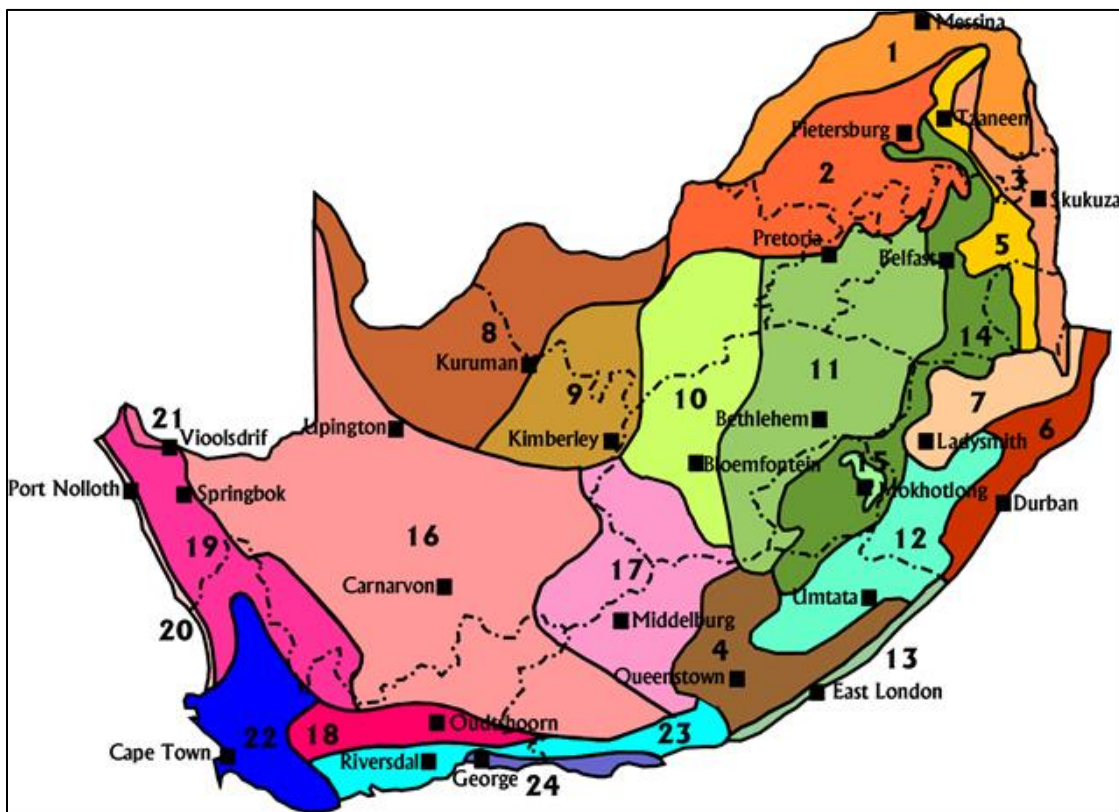 Messina
1
Tzaneen
Pietersburg
2
3
Skukuza
Pretoria
Belfast
5
8
Kuruman
14
9
10
11
7
21
Vioolsdrif
Upington
Kimberley
Bethlehem
Ladysmith
6
Bloemfontein
15
Port Nolloth
Springbok
Mokhotlong
Durban
19
16
12
17
Carnarvon
Umtata
20
Middelburg
4
13
Queenstown
East London
Oudtshoorn
22
18
23
Cape Town
Riversdal
George
24